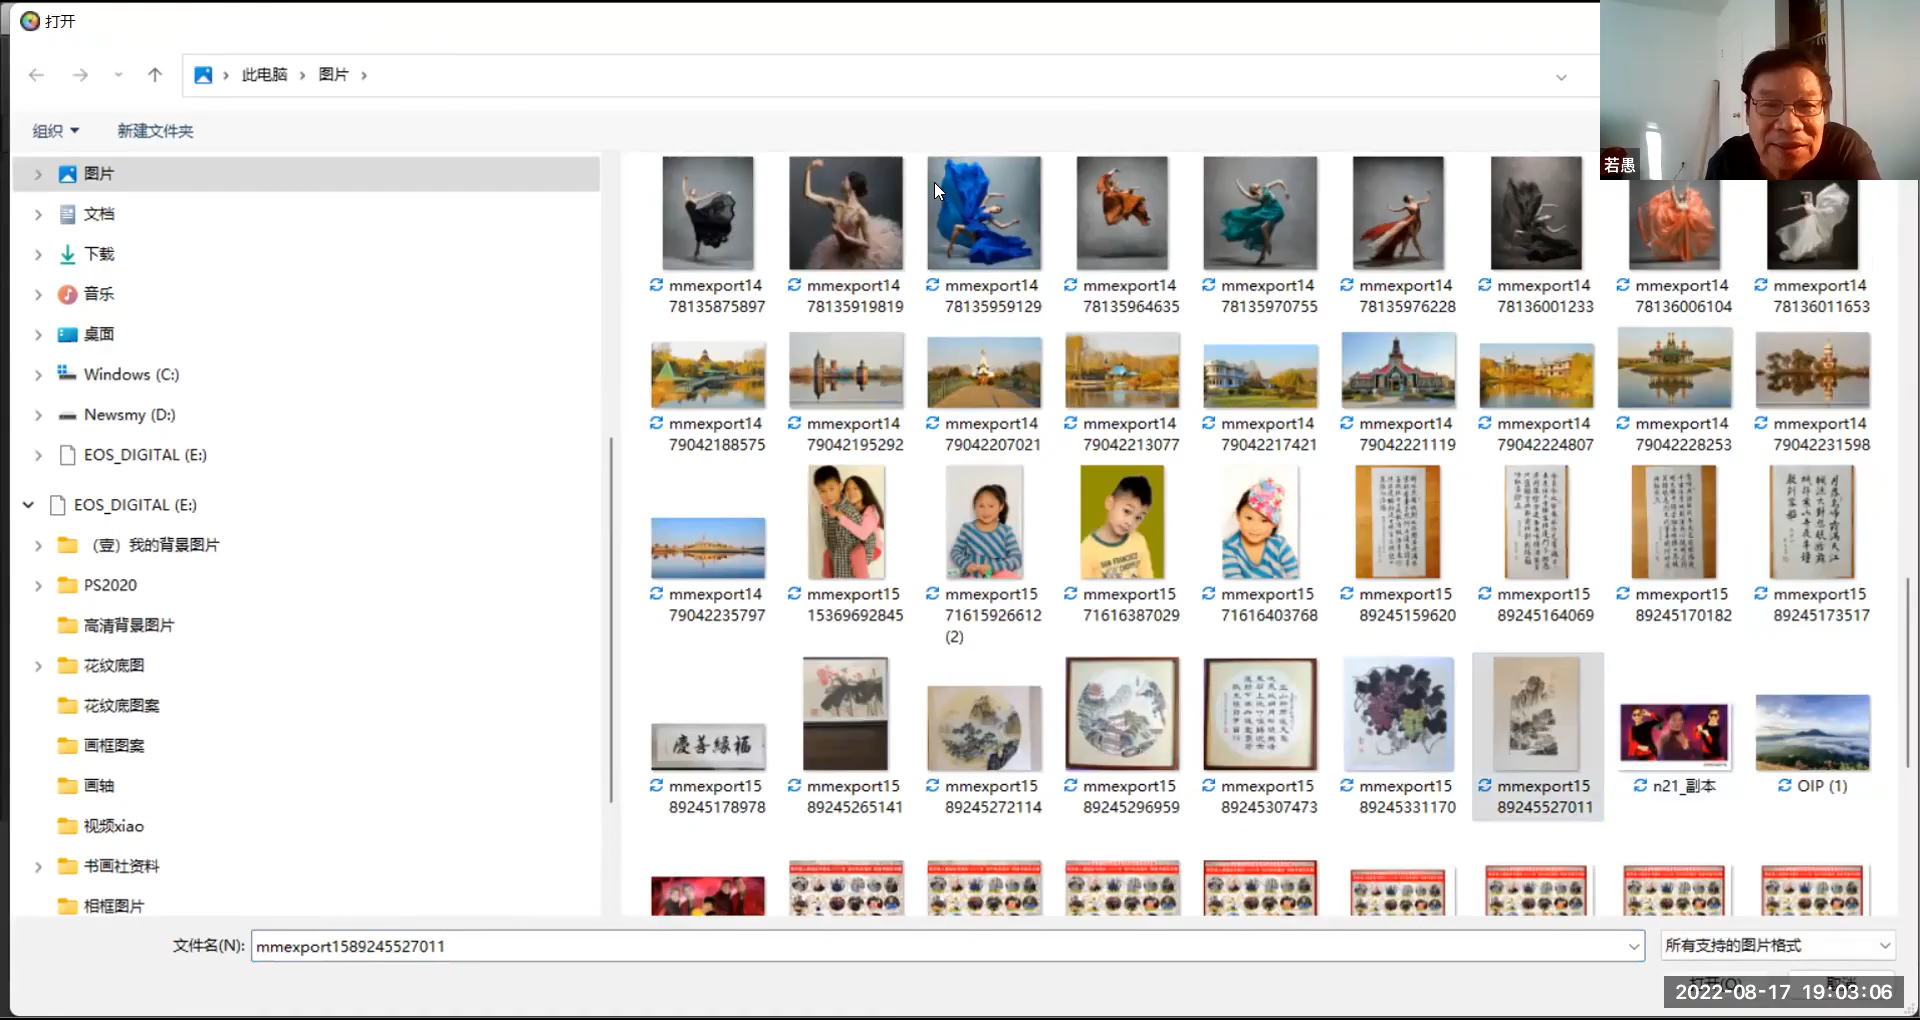 打开
此电脑 › 图片 ›
组织
新建文件夹
若愚
图片
文档
下载
音乐
桌面
Windows (C:)
Newsmy (D:)
EOS_DIGITAL (E:)
EOS_DIGITAL (E:)
（壹）我的背景图片
PS2020
高清背景图片
花纹底图
花纹底图案
画框图案
画轴
视频xiao
书画社资料
相框图片
mmexport14
78135875897
mmexport14
78135919819
mmexport14
78135959129
mmexport14
78135964635
mmexport14
78135970755
mmexport14
78135976228
mmexport14
78136001233
mmexport14
78136006104
mmexport14
78136011653
mmexport14
79042188575
mmexport14
79042195292
mmexport14
79042207021
mmexport14
79042213077
mmexport14
79042217421
mmexport14
79042221119
mmexport14
79042224807
mmexport14
79042228253
mmexport14
79042231598
mmexport14
79042235797
mmexport15
15369692845
mmexport15
71615926612
(2)
mmexport15
71616387029
mmexport15
71616403768
mmexport15
89245159620
mmexport15
89245164069
mmexport15
89245170182
mmexport15
89245173517
慶善緣福
mmexport15
89245178978
mmexport15
89245265141
mmexport15
89245272114
mmexport15
89245296959
mmexport15
89245307473
mmexport15
89245331170
mmexport15
89245527011
n21_副本
OIP (1)
文件名(N):
mmexport1589245527011
所有支持的图片格式
打开(O)
取消
2022-08-17 19:03:06